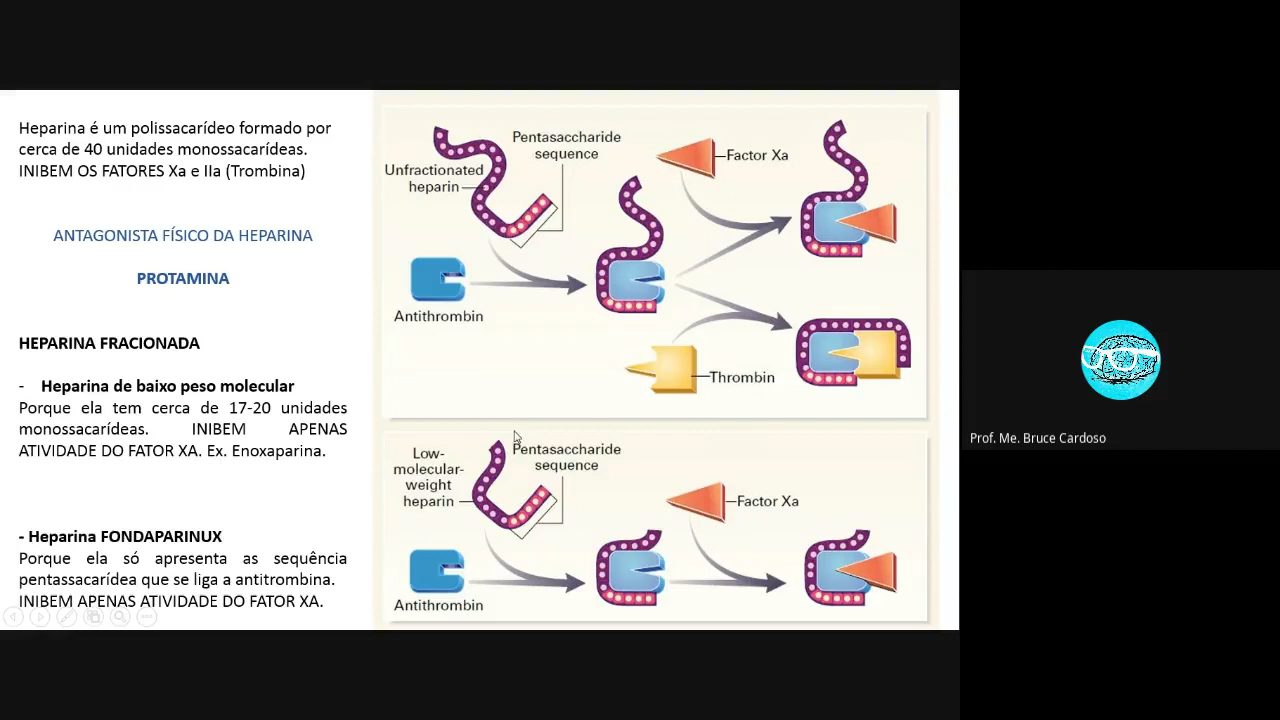 Heparina é um polissacarídeo formado por
cerca de 40 unidades monossacarídeas.
INIBEM OS FATORES Xa e IIa (Trombina)
ANTAGONISTA FÍSICO DA HEPARINA
PROTAMINA
HEPARINA FRACIONADA
- Heparina de baixo peso molecular
Porque ela tem cerca de 17-20 unidades
monossacarídeas. INIBEM APENAS
ATIVIDADE DO FATOR XA. Ex. Enoxaparina.
- Heparina FONDAPARINUX
Porque ela só apresenta as sequência
pentassacarídea que se liga a antitrombina.
INIBEM APENAS ATIVIDADE DO FATOR XA.
Pentasaccharide
sequence
Unfractionated
heparin
Factor Xa
Antithrombin
Thrombin
Low-
molecular-
weight
heparin
Pentasaccharide
sequence
Factor Xa
Antithrombin
Prof. Me. Bruce Cardoso